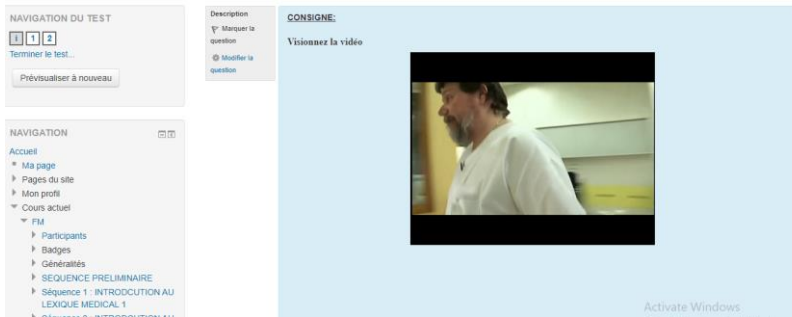 NAVIGATION DU TEST
i 1 2
Terminer le test...
Prévisualiser à nouveau
NAVIGATION
Accueil
Ma page
Pages du site
Mon profil
Cours actuel
FM
Participants
Badges
Généralités
SEQUENCE PRELIMINAIRE
Séquence 1 : INTRODCUTION AU
LEXIQUE MEDICAL 1
Description
Marquer la
question
Modifier la
question
CONSIGNE:
Visionnez la vidéo
Activate Windows